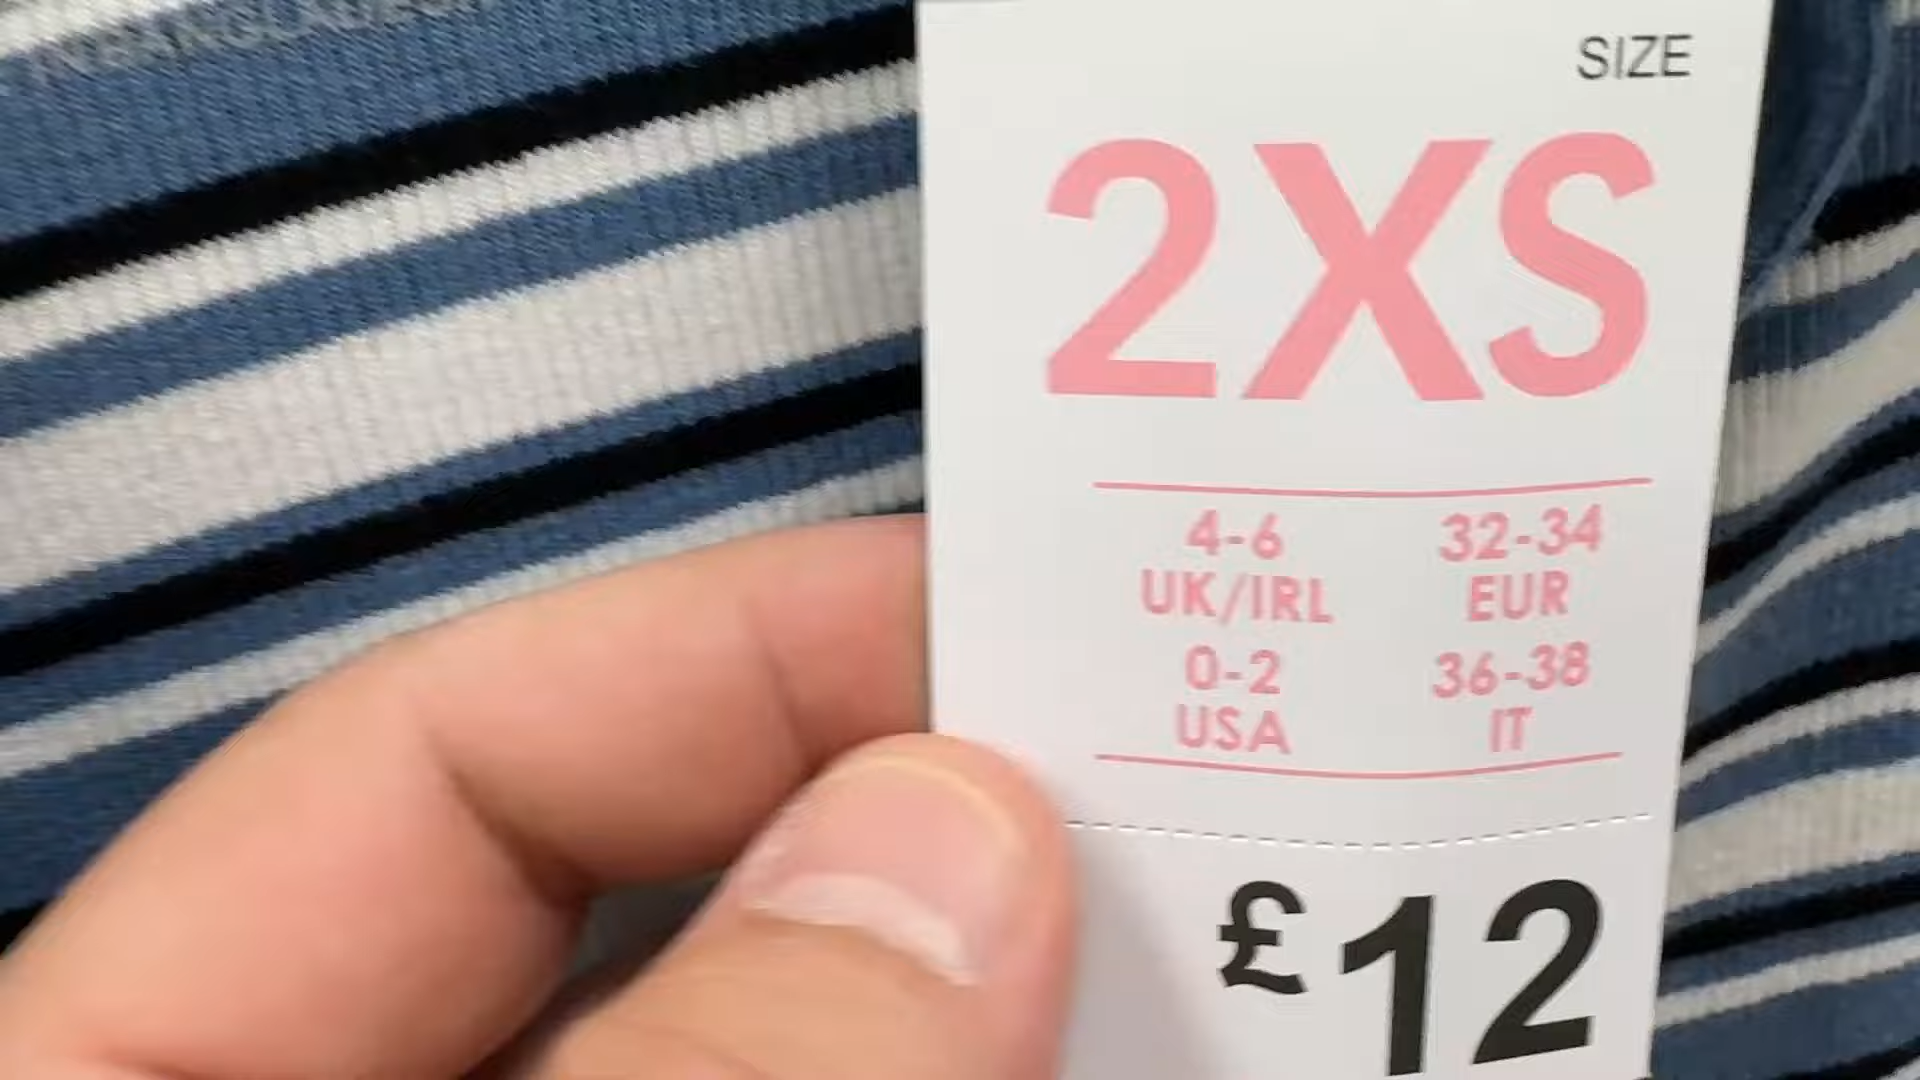 SIZE
2XS
4-6 32-34
UK/IRL EUR
0-2 36-38
USA IT
£12